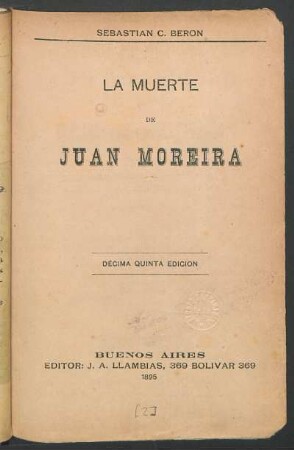 SEBASTIAN C. BERON
LA MUERTE
DE
JUAN MOREIRA
DÉCIMA QUINTA EDICION
BUENOS AIRES
EDITOR: J. A. LLAMBIAS, 369 BOLIVAR 369
1895
[2]